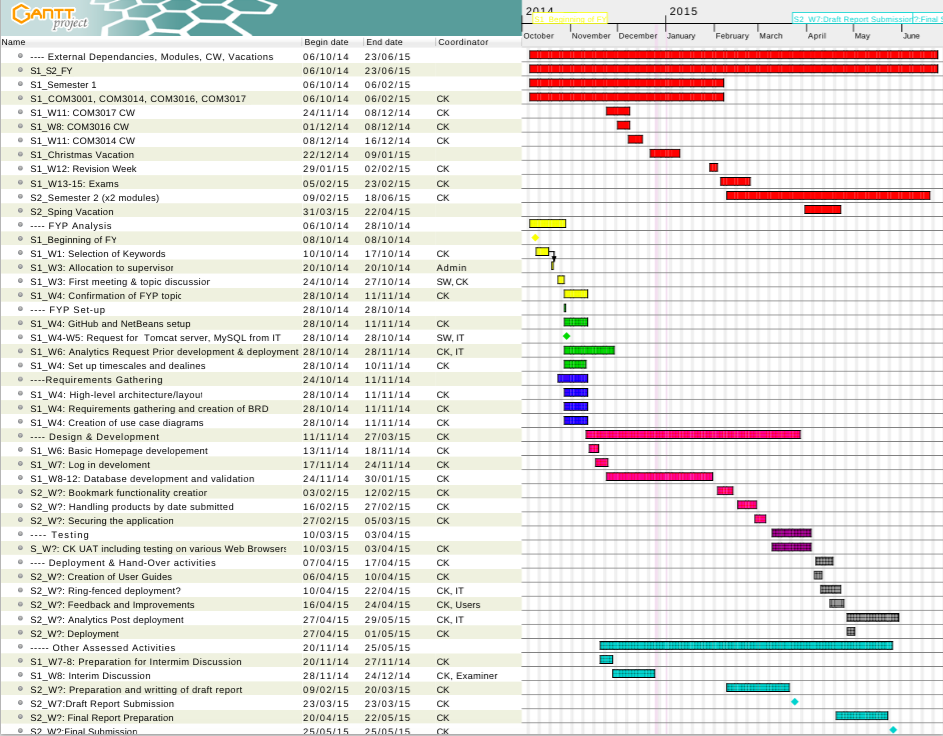 GANTT
project
2014
2015
S1_Beginning of FY
S2_W7:Draft Report Submission
?:Final S
October November December January February March April May June
Name Begin date End date Coordinator
---- External Dependancies, Modules, CW, Vacations 06/10/14 23/06/15
S1_S2_FY 06/10/14 23/06/15
S1_Semester 1 06/10/14 06/02/15
S1_COM3001, COM3014, COM3016, COM3017 06/10/14 06/02/15 CK
S1_W11: COM3017 CW 24/11/14 08/12/14 CK
S1_W8: COM3016 CW 01/12/14 08/12/14 CK
S1_W11: COM3014 CW 08/12/14 16/12/14 CK
S1_Christmas Vacation 22/12/14 09/01/15
S1_W12: Revision Week 29/01/15 02/02/15 CK
S1_W13-15: Exams 05/02/15 23/02/15 CK
S2_Semester 2 (x2 modules) 09/02/15 18/06/15 CK
S2_Sping Vacation 31/03/15 22/04/15
---- FYP Analysis 06/10/14 28/10/14
S1_Beginning of FY 08/10/14 08/10/14
S1_W1: Selection of Keywords 10/10/14 17/10/14 CK
S1_W3: Allocation to supervisor 20/10/14 20/10/14 Admin
S1_W3: First meeting & topic discussior 24/10/14 27/10/14 SW, CK
S1_W4: Confirmation of FYP topic 28/10/14 11/11/14 CK
---- FYP Set-up 28/10/14 28/10/14
S1_W4: GitHub and NetBeans setup 28/10/14 11/11/14 CK
S1_W4-W5: Request for Tomcat server, MySQL from IT 28/10/14 28/10/14 SW, IT
S1_W6: Analytics Request Prior development & deployment 28/10/14 28/11/14 CK, IT
S1_W4: Set up timescales and dealines 28/10/14 10/11/14 CK
----Requirements Gathering 24/10/14 11/11/14
S1_W4: High-level architecture/layout 28/10/14 11/11/14 CK
S1_W4: Requirements gathering and creation of BRD 28/10/14 11/11/14 CK
S1_W4: Creation of use case diagrams 28/10/14 11/11/14 CK
---- Design & Development 11/11/14 27/03/15 CK
S1_W6: Basic Homepage developement 13/11/14 18/11/14 CK
S1_W7: Log in develoment 17/11/14 24/11/14 CK
S1_W8-12: Database development and validation 24/11/14 30/01/15 CK
S2_W?: Bookmark functionality creatior 03/02/15 12/02/15 CK
S2_W?: Handling products by date submitted 16/02/15 27/02/15 CK
S2_W?: Securing the application 27/02/15 05/03/15 CK
---- Testing 10/03/15 03/04/15
S_W?: CK UAT including testing on various Web Browsers 10/03/15 03/04/15 CK
---- Deployment & Hand-Over activities 07/04/15 17/04/15 CK
S2_W?: Creation of User Guides 06/04/15 10/04/15 CK
S2_W?: Ring-fenced deployment? 10/04/15 22/04/15 CK, IT
S2_W?: Feedback and Improvements 16/04/15 24/04/15 CK, Users
S2_W?: Analytics Post deployment 27/04/15 29/05/15 CK, IT
S2_W?: Deployment 27/04/15 01/05/15 CK
----- Other Assessed Activities 20/11/14 25/05/15
S1_W7-8: Preparation for Intermim Discussion 20/11/14 27/11/14 CK
S1_W8: Interim Discussion 28/11/14 24/12/14 CK, Examiner
S2_W?: Preparation and writting of draft report 09/02/15 20/03/15 CK
S2_W7:Draft Report Submission 23/03/15 23/03/15 CK
S2_W?: Final Report Preparation 20/04/15 22/05/15 CK
S2_W?:Final Submission 25/05/15 25/05/15 CK